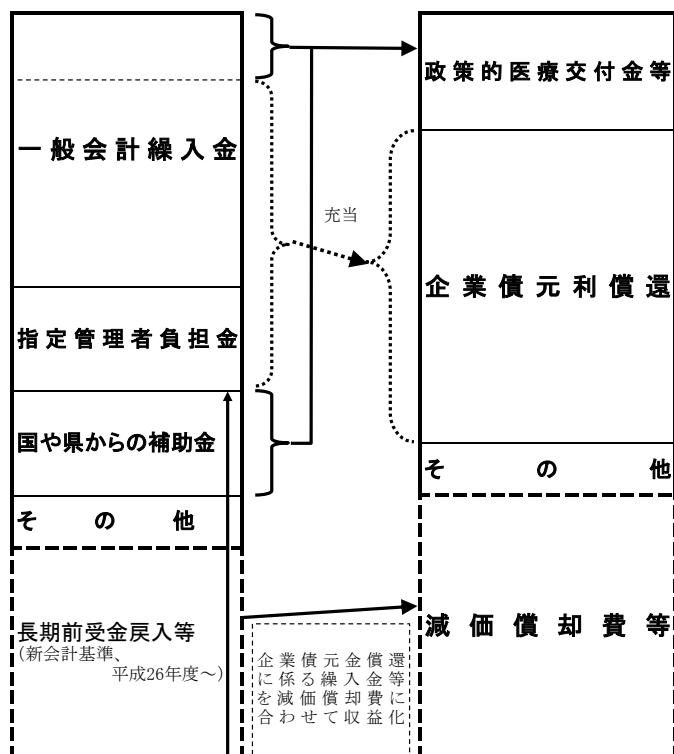 一般会計繰入金
指定管理者負担金
国や県からの補助金
その他
長期前受金戻入等
(新会計基準、
平成26年度～)
充当
企業債元金償還
に係る繰入金等
を減価償却費に
合わせて収益化
政策的医療交付金等
企業債元利償還
その他
減価償却費等